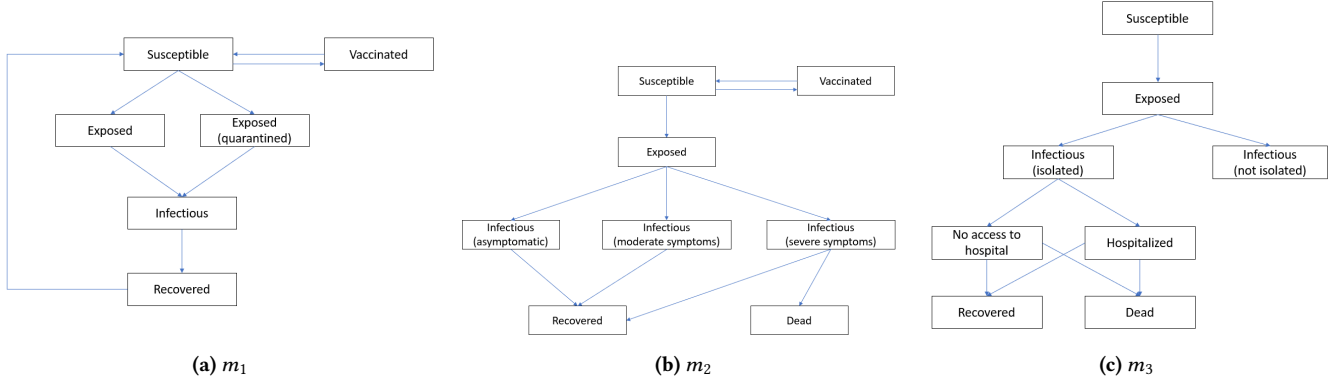 Susceptible
Vaccinated
Exposed
Exposed
(quarantined)
Infectious
Recovered
(a) m1
Susceptible
Vaccinated
Exposed
Infectious
(asymptomatic)
Infectious
(moderate symptoms)
Infectious
(severe symptoms)
Recovered
Dead
(b) m2
Susceptible
Exposed
Infectious
(isolated)
Infectious
(not isolated)
No access to
hospital
Hospitalized
Recovered
Dead
(c) m3